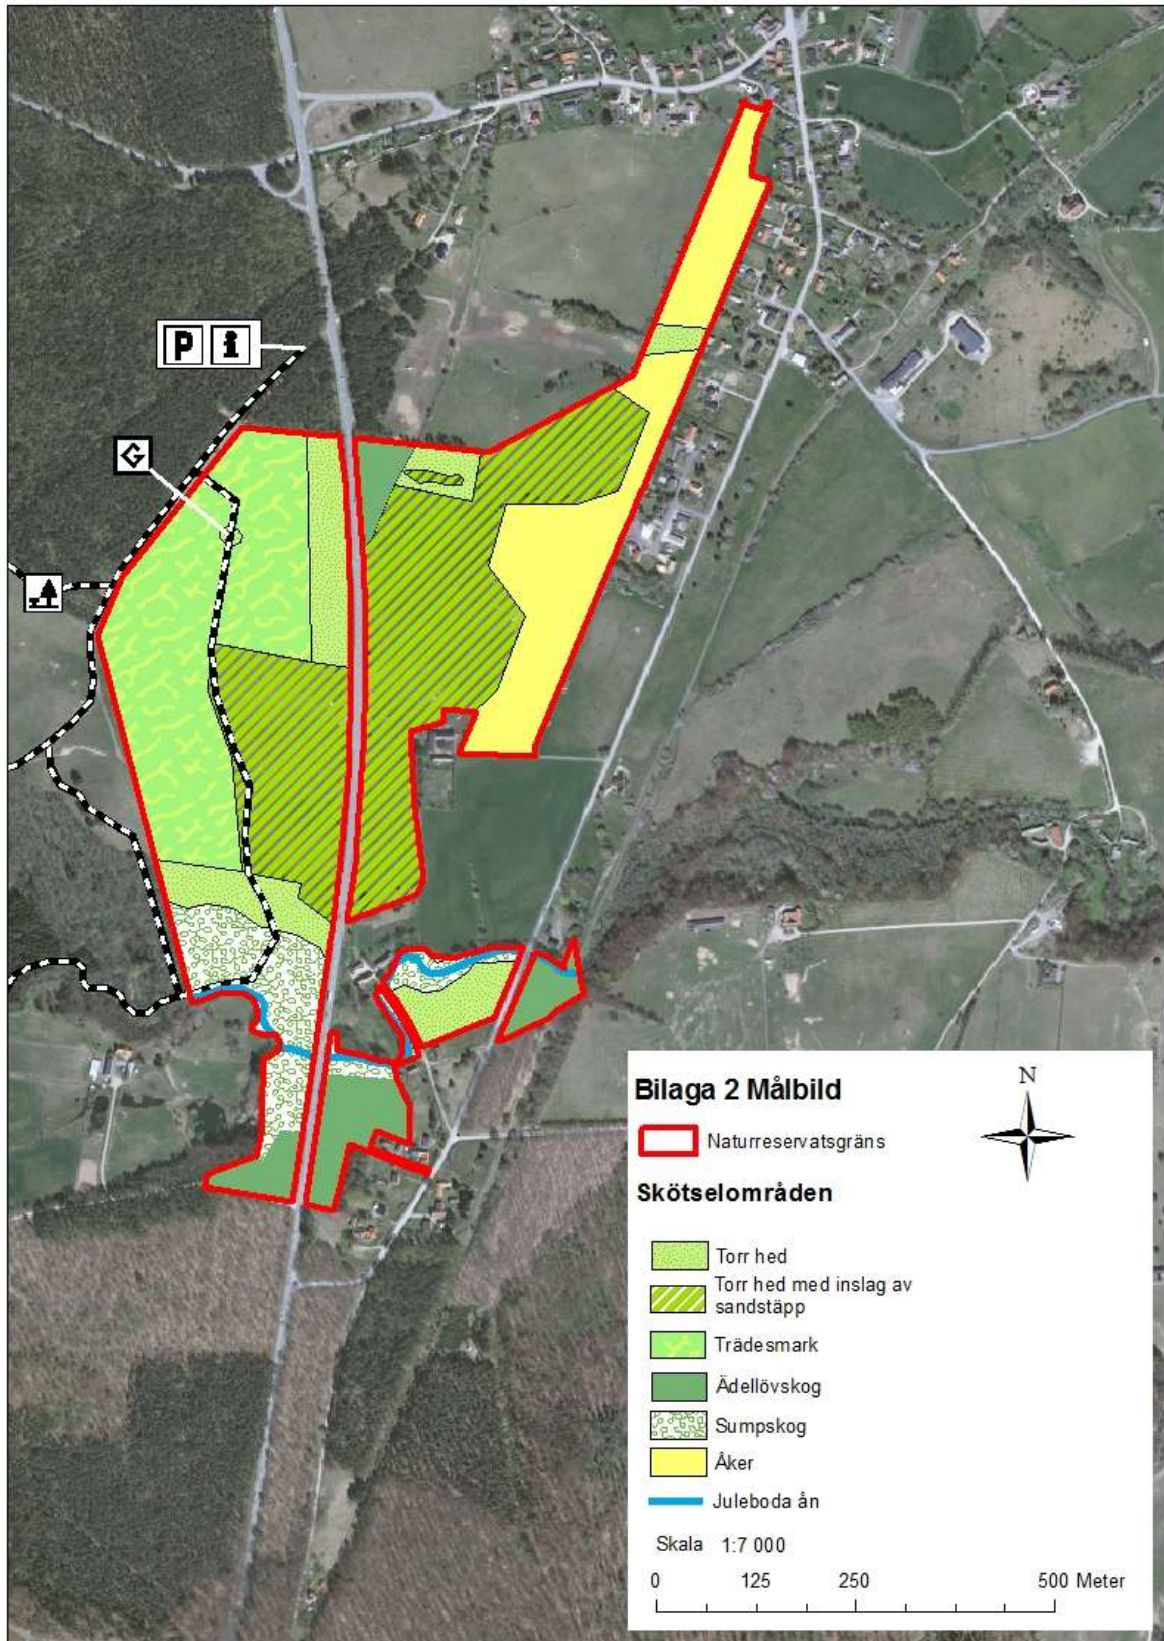 P i
G
Bilaga 2 Målbild
N
Naturreservatsgräns
Skötselområden
Torr hed
Torr hed med inslag av
sandstäpp
Trädesmark
Ädellövskog
Sumpskog
Åker
Juleboda ån
Skala 1:7 000
0 125 250 500 Meter